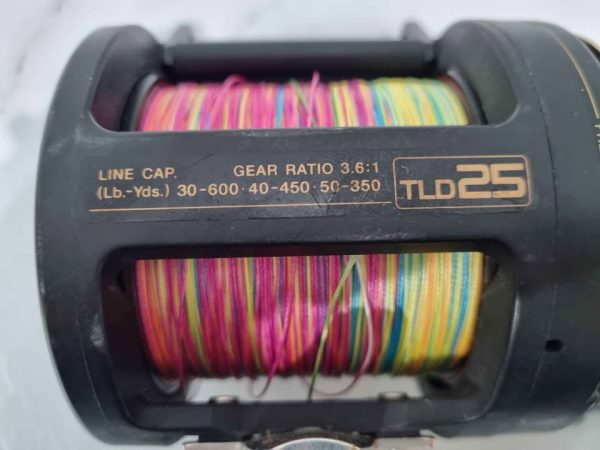 LINE CAP. GEAR RATIO 3.6:1
(Lb.-Yds.) 30-600·40-450·50-350
TLD25